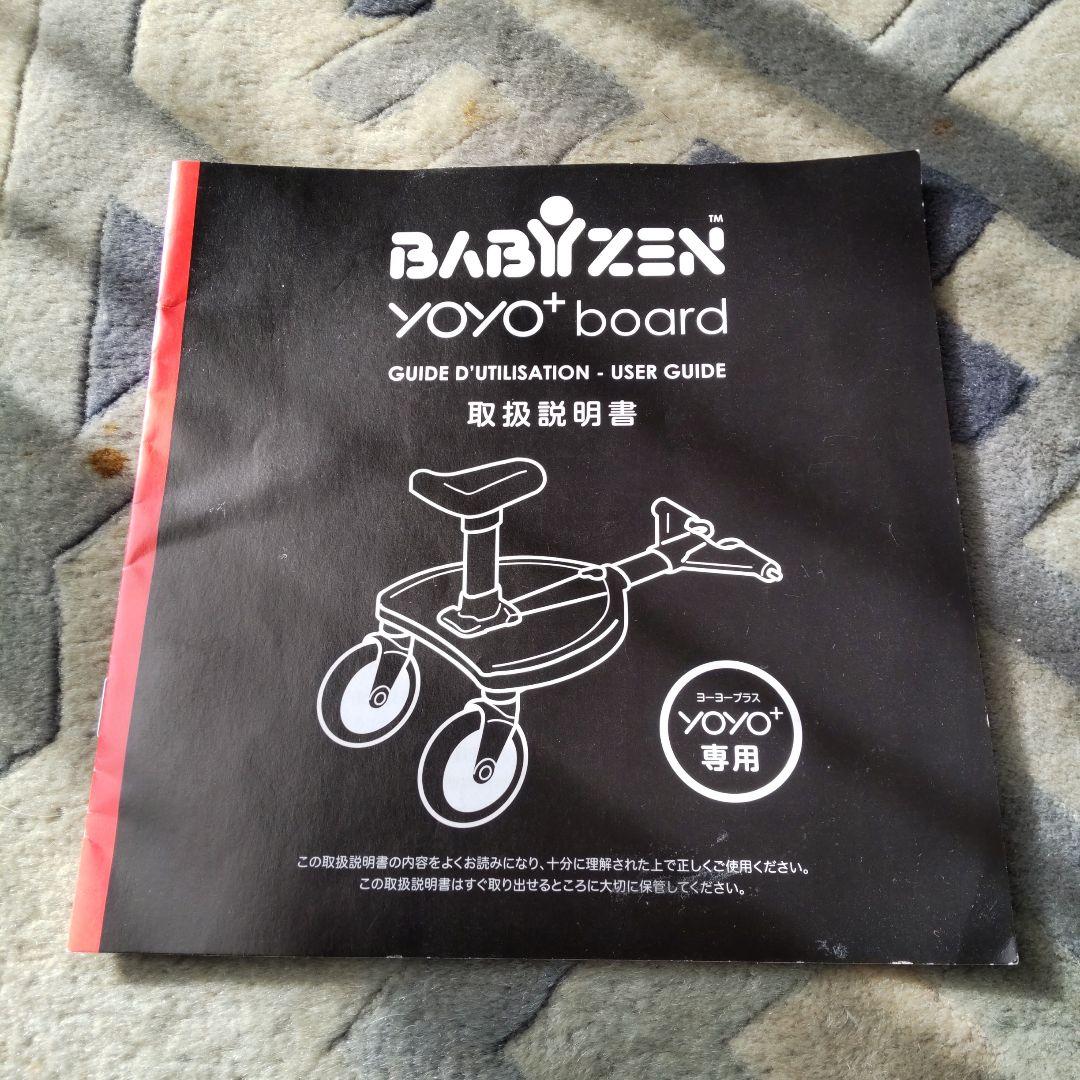 BABYZEN™
YOYO+ board
GUIDE D'UTILISATION - USER GUIDE
取扱説明書
ヨーヨープラス
YOYO+
専用
この取扱説明書の内容をよくお読みになり、十分に理解された上で正しくご使用ください。
この取扱説明書はすぐ取り出せるところに大切に保管してください。